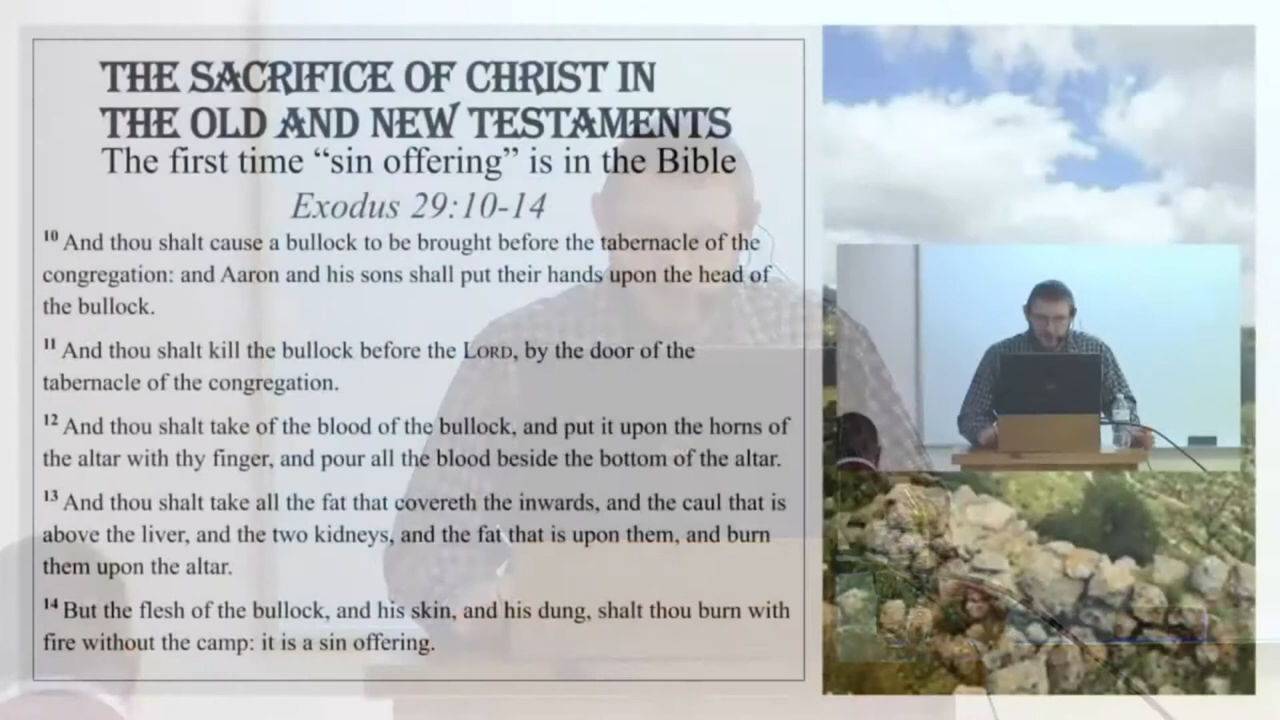 THE SACRIFICE OF CHRIST IN
THE OLD AND NEW TESTAMENTS
The first time “sin offering” is in the Bible
Exodus 29:10-14
10 And thou shalt cause a bullock to be brought before the tabernacle of the
congregation: and Aaron and his sons shall put their hands upon the head of
the bullock.
11 And thou shalt kill the bullock before the LORD, by the door of the
tabernacle of the congregation.
12 And thou shalt take of the blood of the bullock, and put it upon the horns of
the altar with thy finger, and pour all the blood beside the bottom of the altar.
13 And thou shalt take all the fat that covereth the inwards, and the caul that is
above the liver, and the two kidneys, and the fat that is upon them, and burn
them upon the altar.
14 But the flesh of the bullock, and his skin, and his dung, shalt thou burn with
fire without the camp: it is a sin offering.